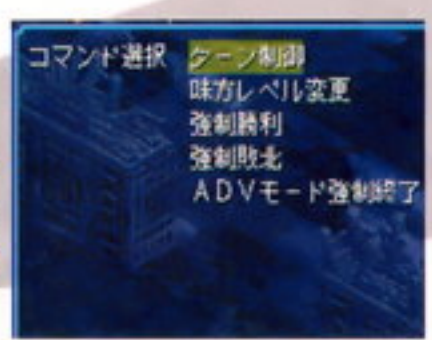 コマンド選択 ターン制御
味方レベル変更
強制勝利
強制敗北
ADVモード強制終了